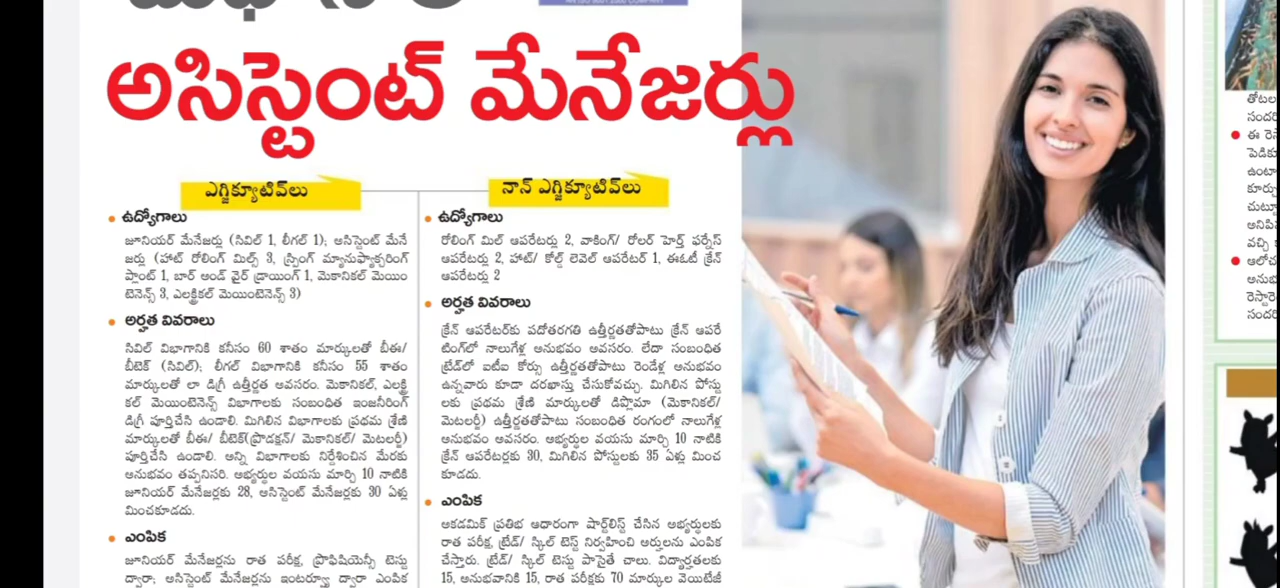 అసిస్టెంట్ మేనేజర్లు
ఎగ్జిక్యూటివ్‌లు
ఉద్యోగాలు
జూనియర్ మేనేజర్లు (సివిల్ 1, లీగల్ 1); అసిస్టెంట్ మేనే
జర్లు (హాట్ రోలింగ్ మిల్స్ 3, స్ప్రింగ్ మ్యానుఫ్యాక్చరింగ్
ప్లాంట్ 1, బార్ అండ్ వైర్ డ్రాయింగ్ 1, మెకానికల్ మెయిం
టెనెన్స్ 3, ఎలక్ట్రికల్ మెయింటెనెన్స్ 3)
అర్హత వివరాలు
సివిల్ విభాగానికి కనీసం 60 శాతం మార్కులతో బీఈ/
బీటెక్ (సివిల్); లీగల్ విభాగానికి కనీసం 55 శాతం
మార్కులతో లా డిగ్రీ ఉత్తీర్ణత అవసరం. మెకానికల్, ఎలక్ట్రి
కల్ మెయింటెనెన్స్ విభాగాలకు సంబంధిత ఇంజనీరింగ్
డిగ్రీ పూర్తిచేసి ఉండాలి. మిగిలిన విభాగాలకు ప్రథమ శ్రేణి
మార్కులతో బీఈ/ బీటెక్(ప్రొడక్షన్/ మెకానికల్/ మెటలర్జీ)
పూర్తిచేసి ఉండాలి. అన్ని విభాగాలకు నిర్దేశించిన మేరకు
అనుభవం తప్పనిసరి. అభ్యర్థుల వయసు మార్చి 10 నాటికి
జూనియర్ మేనేజర్లకు 28, అసిస్టెంట్ మేనేజర్లకు 30 ఏళ్లు
మించకూడదు.
ఎంపిక
జూనియర్ మేనేజర్లను రాత పరీక్ష, ప్రొఫిషియెన్సీ టెస్టు
ద్వారా; అసిస్టెంట్ మేనేజర్లను ఇంటర్వ్యూ ద్వారా ఎంపిక
నాన్ ఎగ్జిక్యూటివ్‌లు
ఉద్యోగాలు
రోలింగ్ మిల్ ఆపరేటర్లు 2, వాకింగ్/ రోలర్ హెర్త్ ఫర్నేస్
ఆపరేటర్లు 2, హాట్/ కోల్డ్ లెవెల్ ఆపరేటర్ 1, ఈఓటీ క్రేన్
ఆపరేటర్లు 2
అర్హత వివరాలు
క్రేన్ ఆపరేటర్‌కు పదోతరగతి ఉత్తీర్ణతతోపాటు క్రేన్ ఆపరే
టింగ్‌లో నాలుగేళ్ల అనుభవం అవసరం. లేదా సంబంధిత
ట్రేడ్‌లో ఐటీఐ కోర్సు ఉత్తీర్ణతతోపాటు రెండేళ్ల అనుభవం
ఉన్నవారు కూడా దరఖాస్తు చేసుకోవచ్చు. మిగిలిన పోస్టు
లకు ప్రథమ శ్రేణి మార్కులతో డిప్లొమా (మెకానికల్/
మెటలర్జీ) ఉత్తీర్ణతతోపాటు సంబంధిత రంగంలో నాలుగేళ్ల
అనుభవం అవసరం. అభ్యర్థుల వయసు మార్చి 10 నాటికి
క్రేన్ ఆపరేటర్లకు 30, మిగిలిన పోస్టులకు 35 ఏళ్లు మించ
కూడదు.
ఎంపిక
అకడమిక్ ప్రతిభ ఆధారంగా షార్ట్‌లిస్ట్ చేసిన అభ్యర్థులకు
రాత పరీక్ష, ట్రేడ్/ స్కిల్ టెస్ట్ నిర్వహించి అర్హులను ఎంపిక
చేస్తారు. ట్రేడ్/ స్కిల్ టెస్టు పాసైతే చాలు. విద్యార్హతలకు
15, అనుభవానికి 15, రాత పరీక్షకు 70 మార్కుల వెయిటేజీ